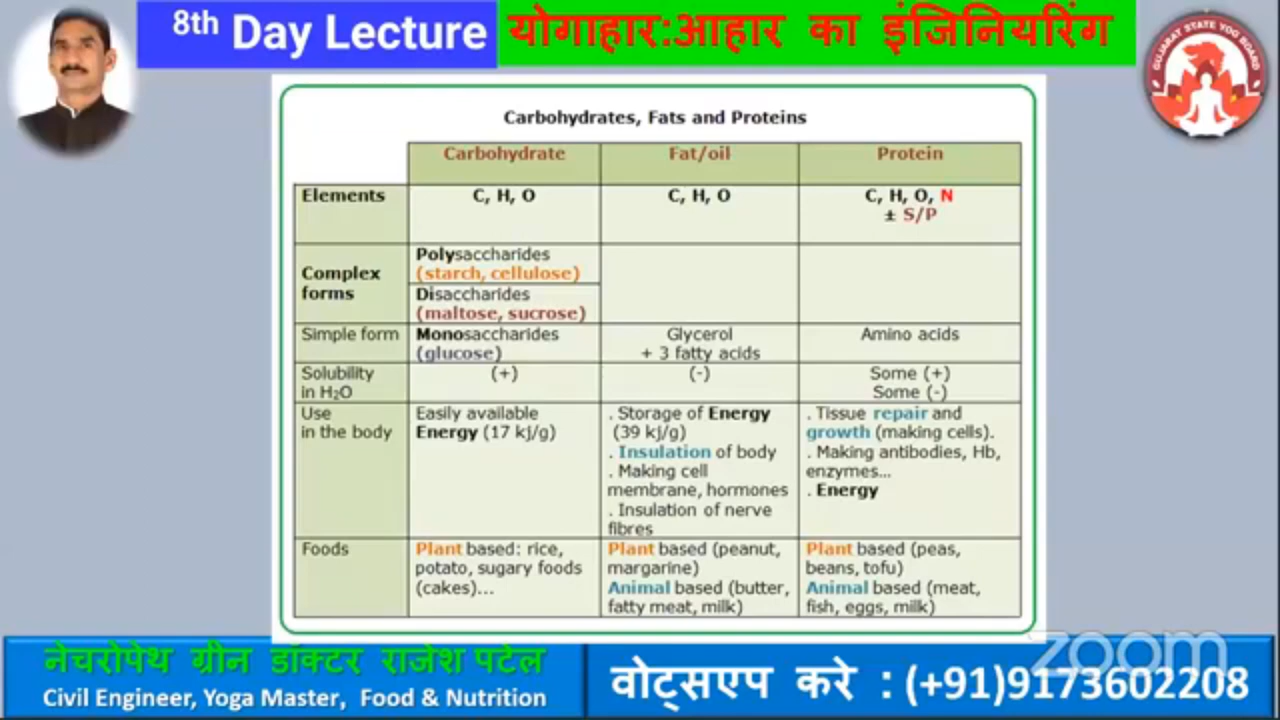 8th Day Lecture
योगाहार:आहार का इंजिनियरिंग
GUJARAT STATE YOG BOARD
Carbohydrates, Fats and Proteins
Carbohydrate Fat/oil Protein
Elements C, H, O C, H, O C, H, O, N
± S/P
Complex forms
Polysaccharides
(starch, cellulose)
Disaccharides
(maltose, sucrose)
Simple form
Monosaccharides
(glucose)
Glycerol
+ 3 fatty acids
Amino acids
Solubility
in H₂O
(+)
(-)
Some (+)
Some (-)
Use
in the body
Easily available
Energy (17 kj/g)
. Storage of Energy
(39 kj/g)
. Insulation of body
. Making cell
membrane, hormones
. Insulation of nerve
fibres
. Tissue repair and
growth (making cells).
. Making antibodies, Hb,
enzymes...
. Energy
Foods
Plant based: rice,
potato, sugary foods
(cakes)...
Plant based (peanut,
margarine)
Animal based (butter,
fatty meat, milk)
Plant based (peas,
beans, tofu)
Animal based (meat,
fish, eggs, milk)
zoom
नेचरोपेथ ग्रीन डॉक्टर राजेश पटेल
Civil Engineer, Yoga Master, Food & Nutrition
वोट्सएप करे : (+91)9173602208